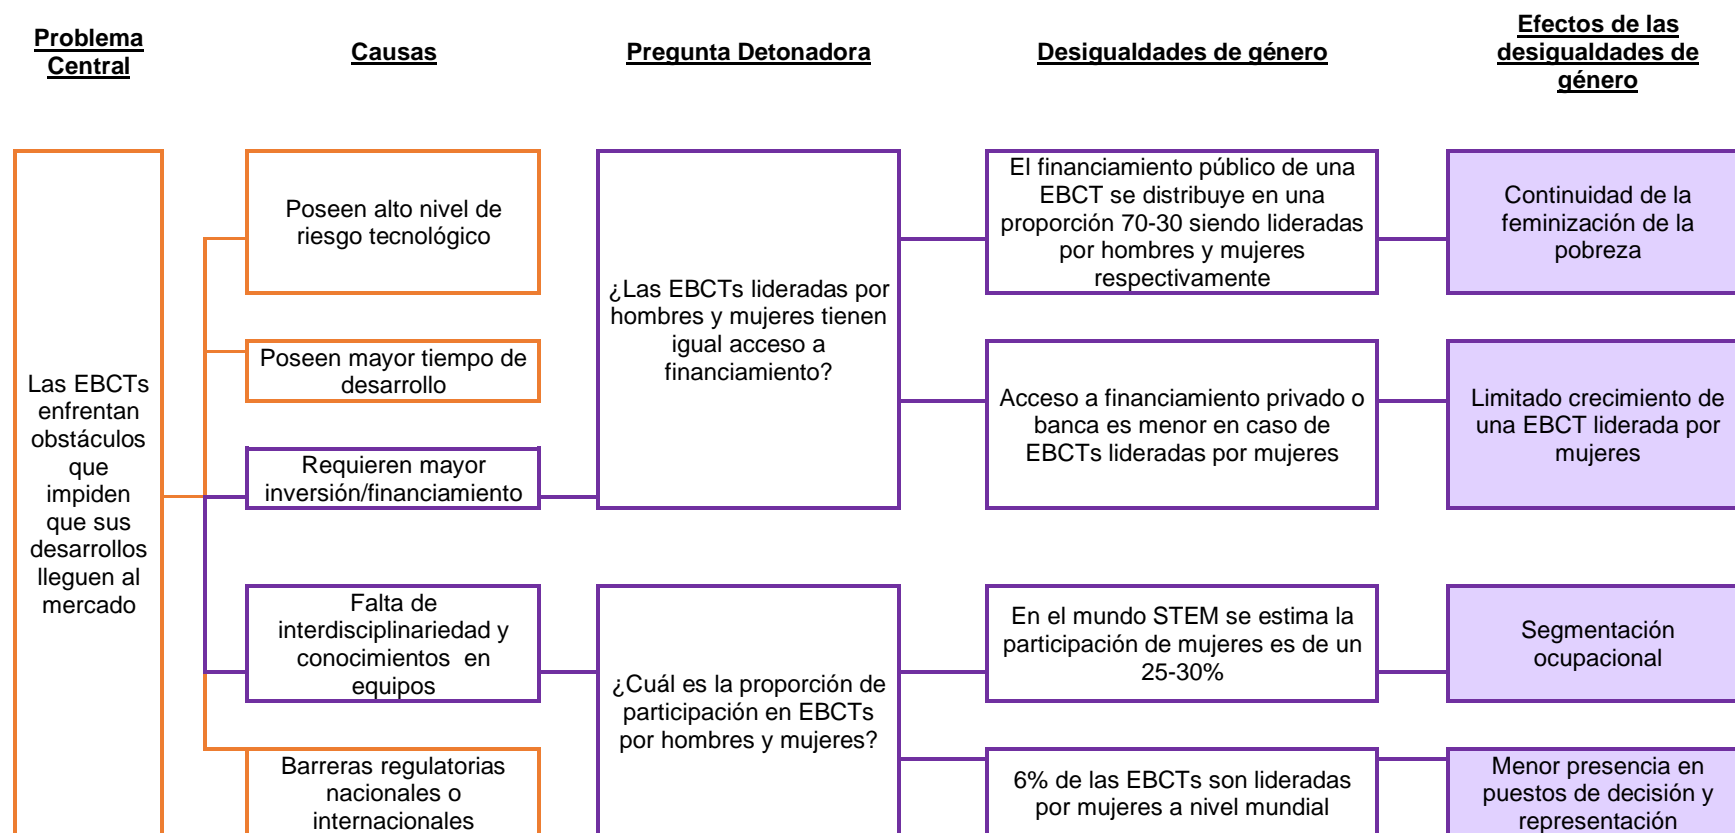 Problema
Central
Causas
Pregunta Detonadora
Desigualdades de género
Efectos de las
desigualdades de
género
Las EBCTs
enfrentan
obstáculos
que
impiden
que sus
desarrollos
lleguen al
mercado
Poseen alto nivel de
riesgo tecnológico
Poseen mayor tiempo de
desarrollo
Requieren mayor
inversión/financiamiento
Falta de
interdisciplinariedad y
conocimientos en
equipos
Barreras regulatorias
nacionales o
internacionales
¿Las EBCTs lideradas por
hombres y mujeres tienen
igual acceso a
financiamiento?
¿Cuál es la proporción de
participación en EBCTs
por hombres y mujeres?
El financiamiento público de una
EBCT se distribuye en una
proporción 70-30 siendo lideradas
por hombres y mujeres
respectivamente
Acceso a financiamiento privado o
banca es menor en caso de
EBCTs lideradas por mujeres
En el mundo STEM se estima la
participación de mujeres es de un
25-30%
6% de las EBCTs son lideradas
por mujeres a nivel mundial
Continuidad de la
feminización de la
pobreza
Limitado crecimiento de
una EBCT liderada por
mujeres
Segmentación
ocupacional
Menor presencia en
puestos de decisión y
representación